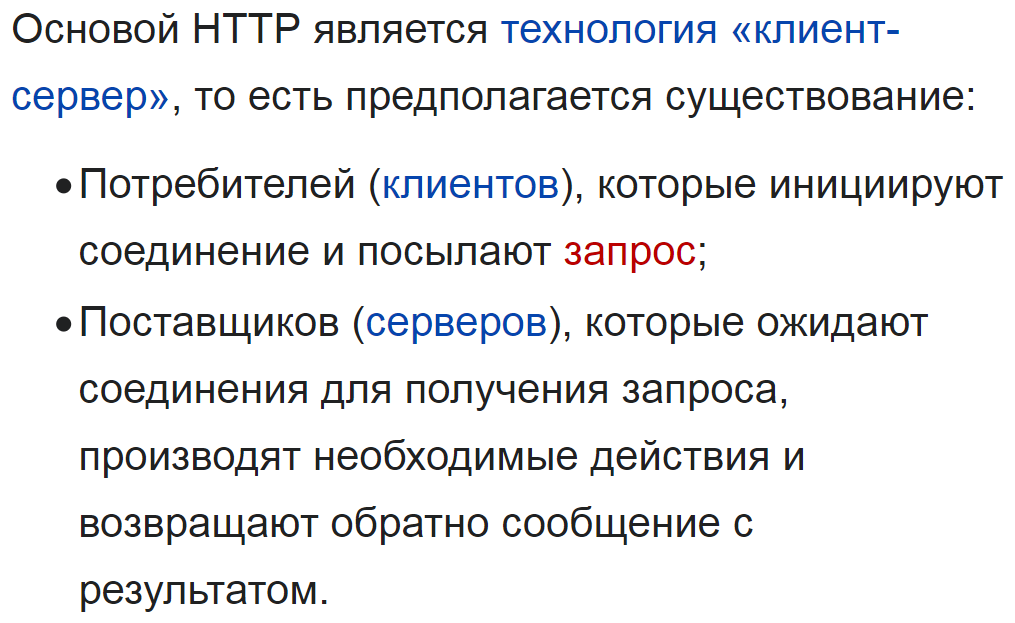 Основой HTTP является технология «клиент-
сервер», то есть предполагается существование:
• Потребителей (клиентов), которые инициируют
соединение и посылают запрос;
• Поставщиков (серверов), которые ожидают
соединения для получения запроса,
производят необходимые действия и
возвращают обратно сообщение с
результатом.